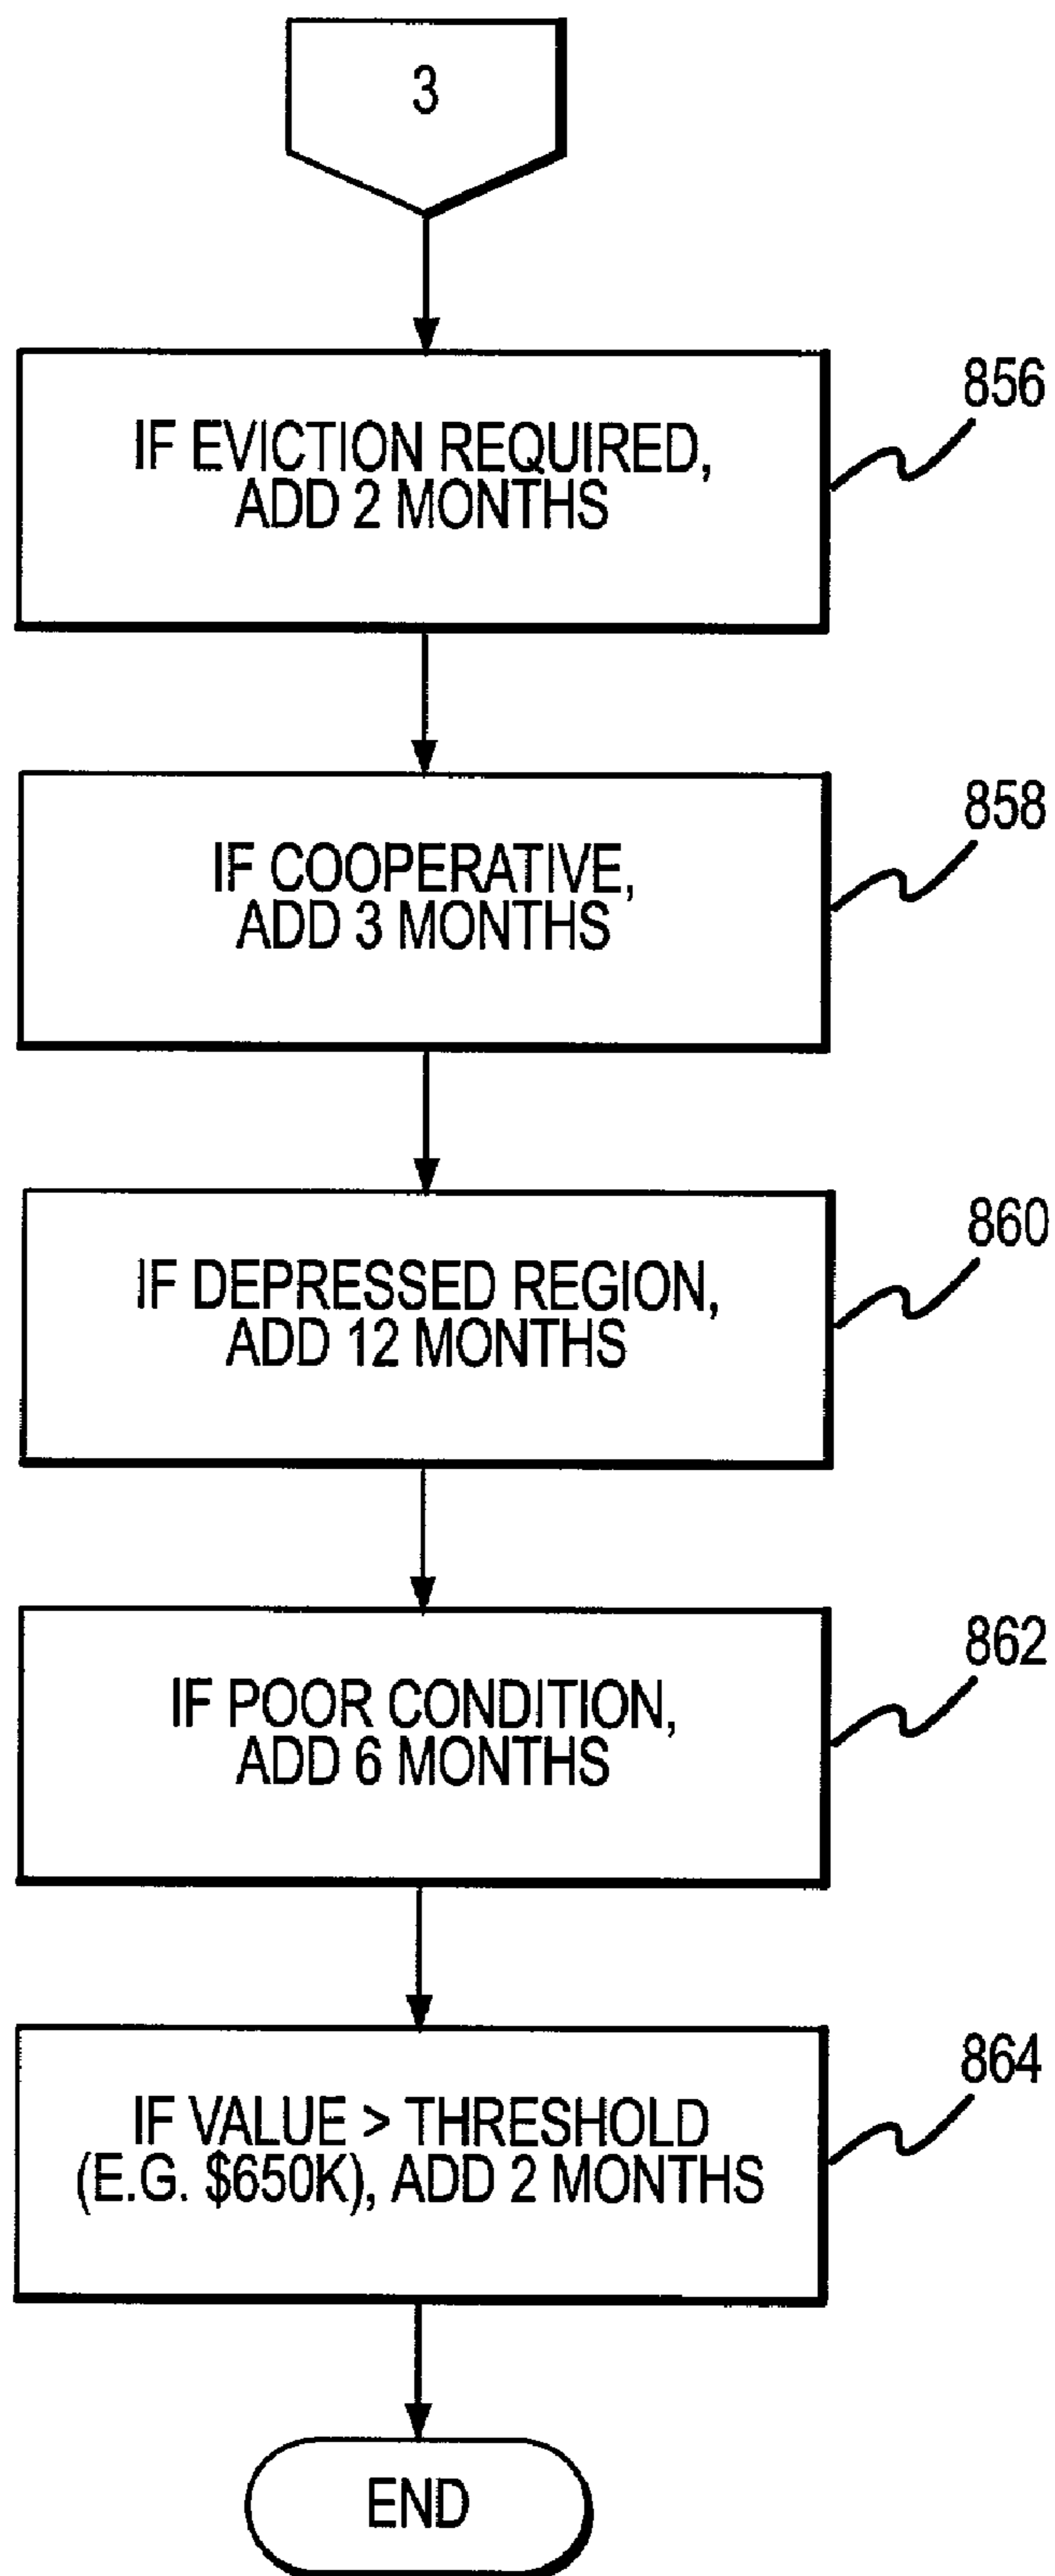 3
IF EVICTION REQUIRED,
ADD 2 MONTHS
856
IF COOPERATIVE,
ADD 3 MONTHS
858
IF DEPRESSED REGION,
ADD 12 MONTHS
860
IF POOR CONDITION,
ADD 6 MONTHS
862
IF VALUE > THRESHOLD
(E.G. $650K), ADD 2 MONTHS
864
END